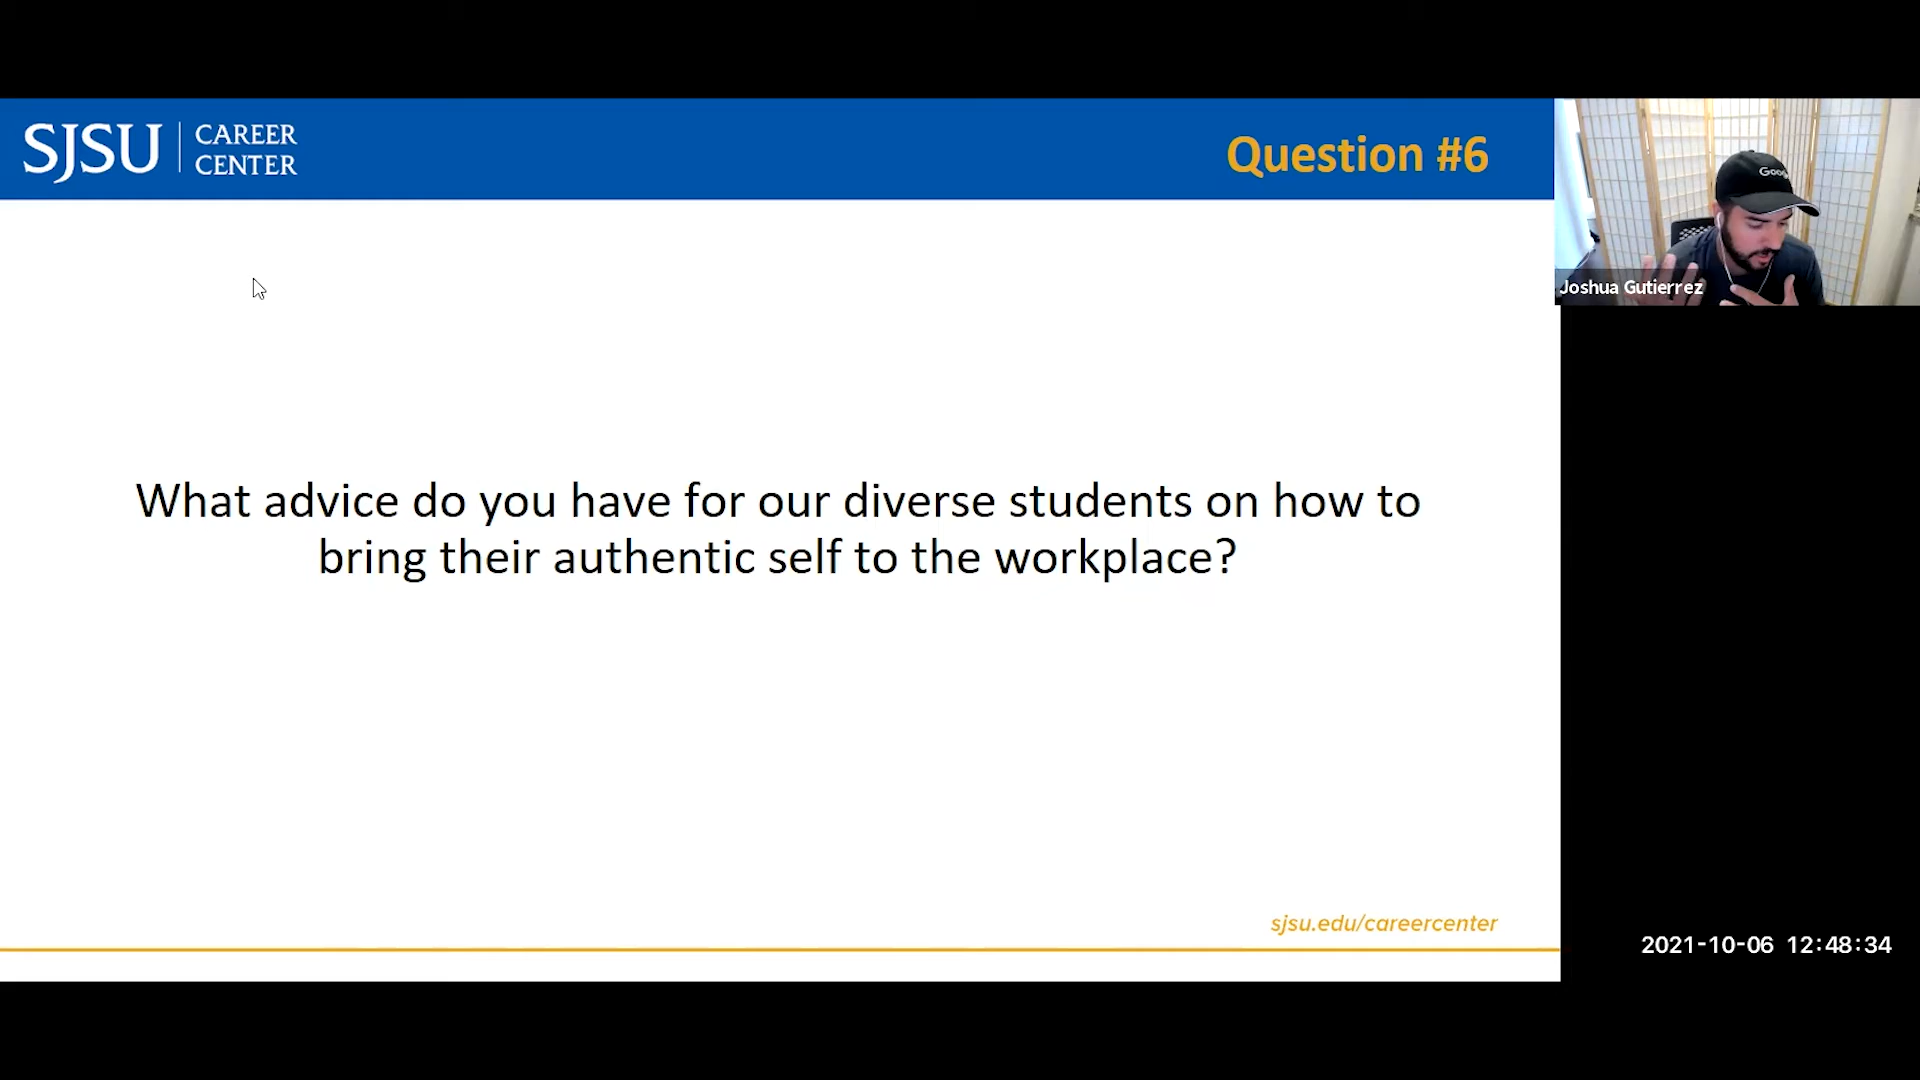 SJSU
CAREER
CENTER
Question #6
Joshua Gutierrez
What advice do you have for our diverse students on how to
bring their authentic self to the workplace?
sjsu.edu/careercenter
2021-10-06 12:48:34